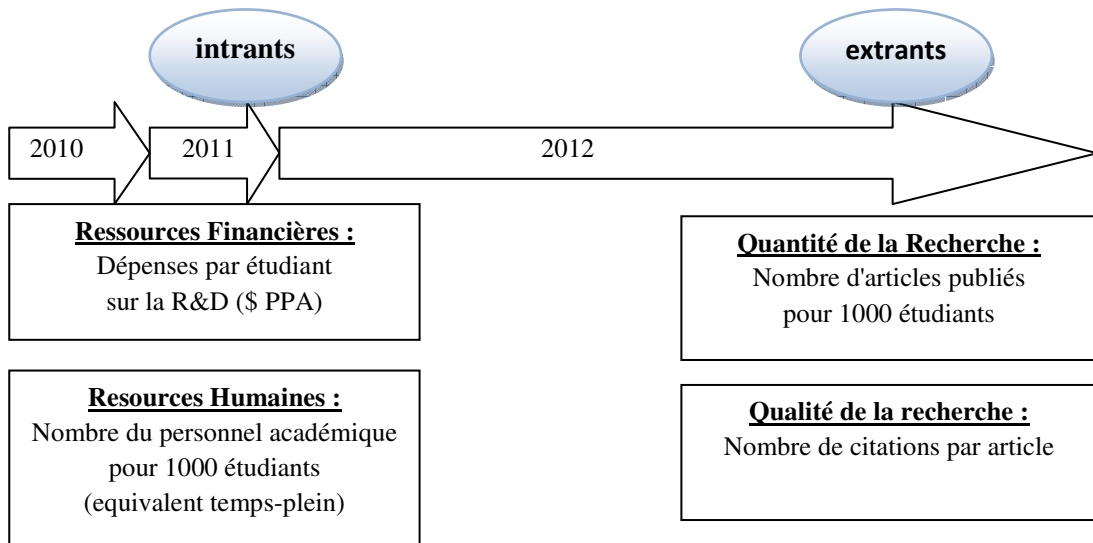 intrants
extrants
2010
2011
2012
Ressources Financières :
Dépenses par étudiant
sur la R&D ($ PPA)
Resources Humaines :
Nombre du personnel académique
pour 1000 étudiants
(equivalent temps-plein)
Quantité de la Recherche :
Nombre d'articles publiés
pour 1000 étudiants
Qualité de la recherche :
Nombre de citations par article